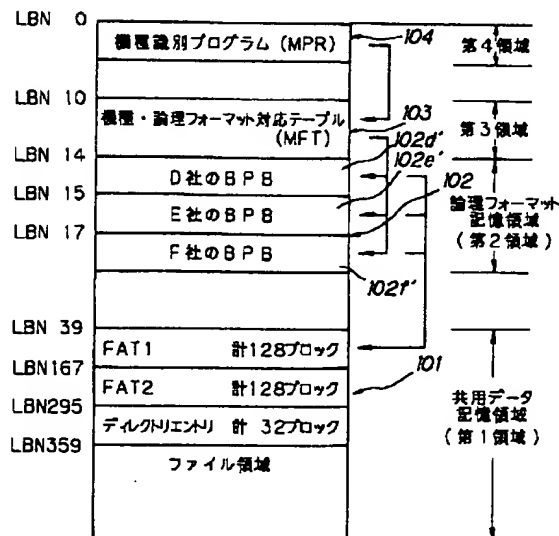 LBN 0
機種識別プログラム (MPR)
104
第4領域
LBN 10
機種・論理フォーマット対応テーブル
(MFT)
103
第3領域
LBN 14
102d'
D社のBPB
102e'
LBN 15
E社のBPB
102
LBN 17
F社のBPB
論理フォーマット
記憶領域
(第2領域)
102f'
LBN 39
FAT1 計128ブロック
LBN167
FAT2 計128ブロック
101
LBN295
ディレクトリエントリ 計 32ブロック
LBN359
ファイル領域
共用データ
記憶領域
(第1領域)